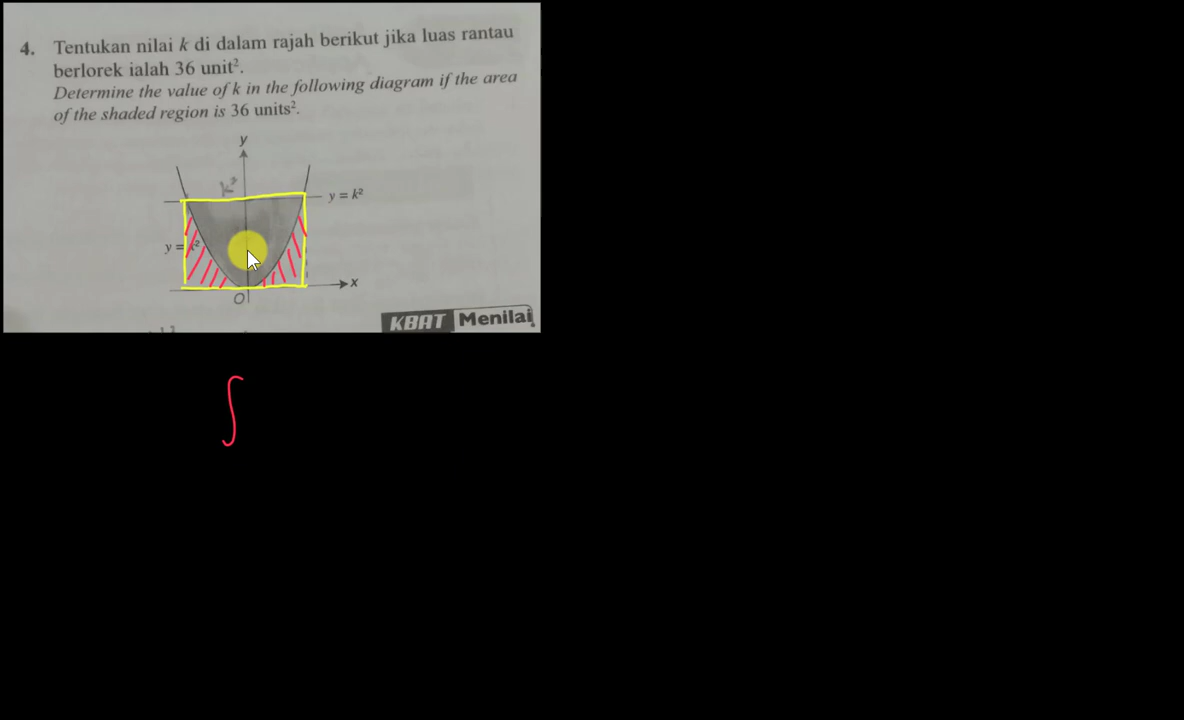 4. Tentukan nilai k di dalam rajah berikut jika luas rantau
berlorek ialah 36 unit².
Determine the value of k in the following diagram if the area
of the shaded region is 36 units².
y
k²
y = k²
y =
x
O
KBAT Menilai
∫